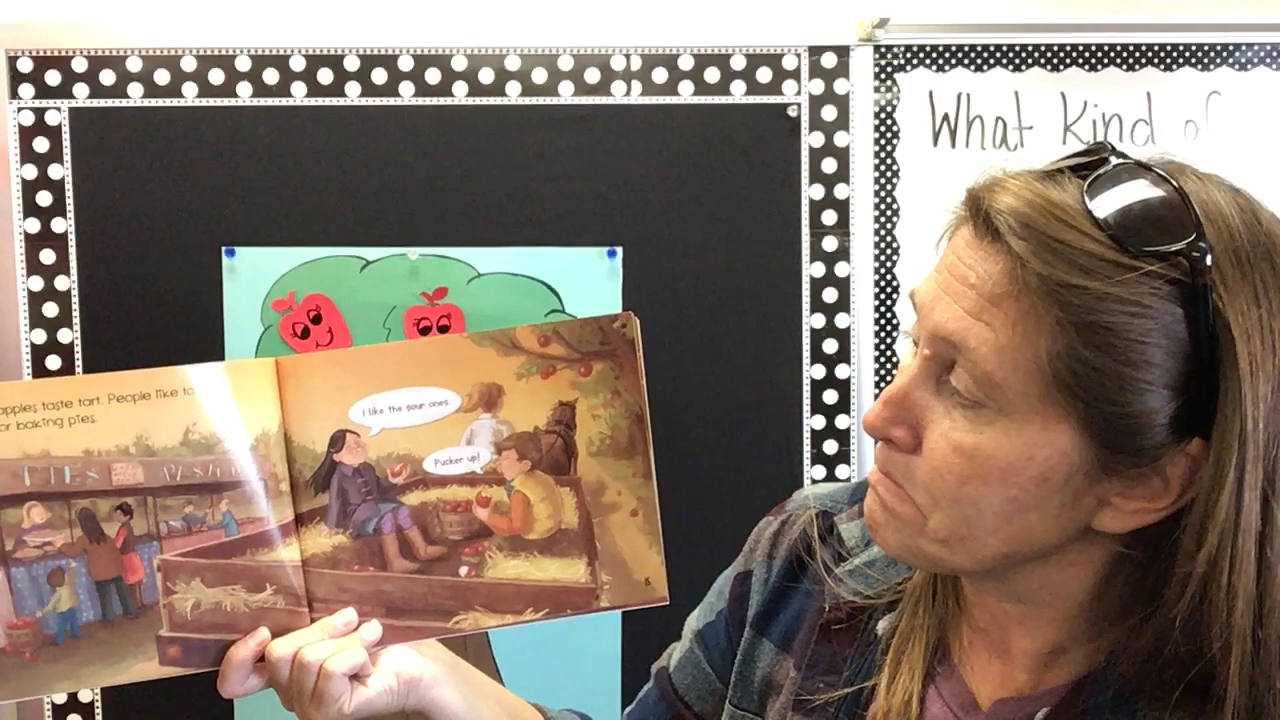 What Kind of
apples taste tart. People like to
or baking pies.
I like the sour ones.
Pucker up!
PIES